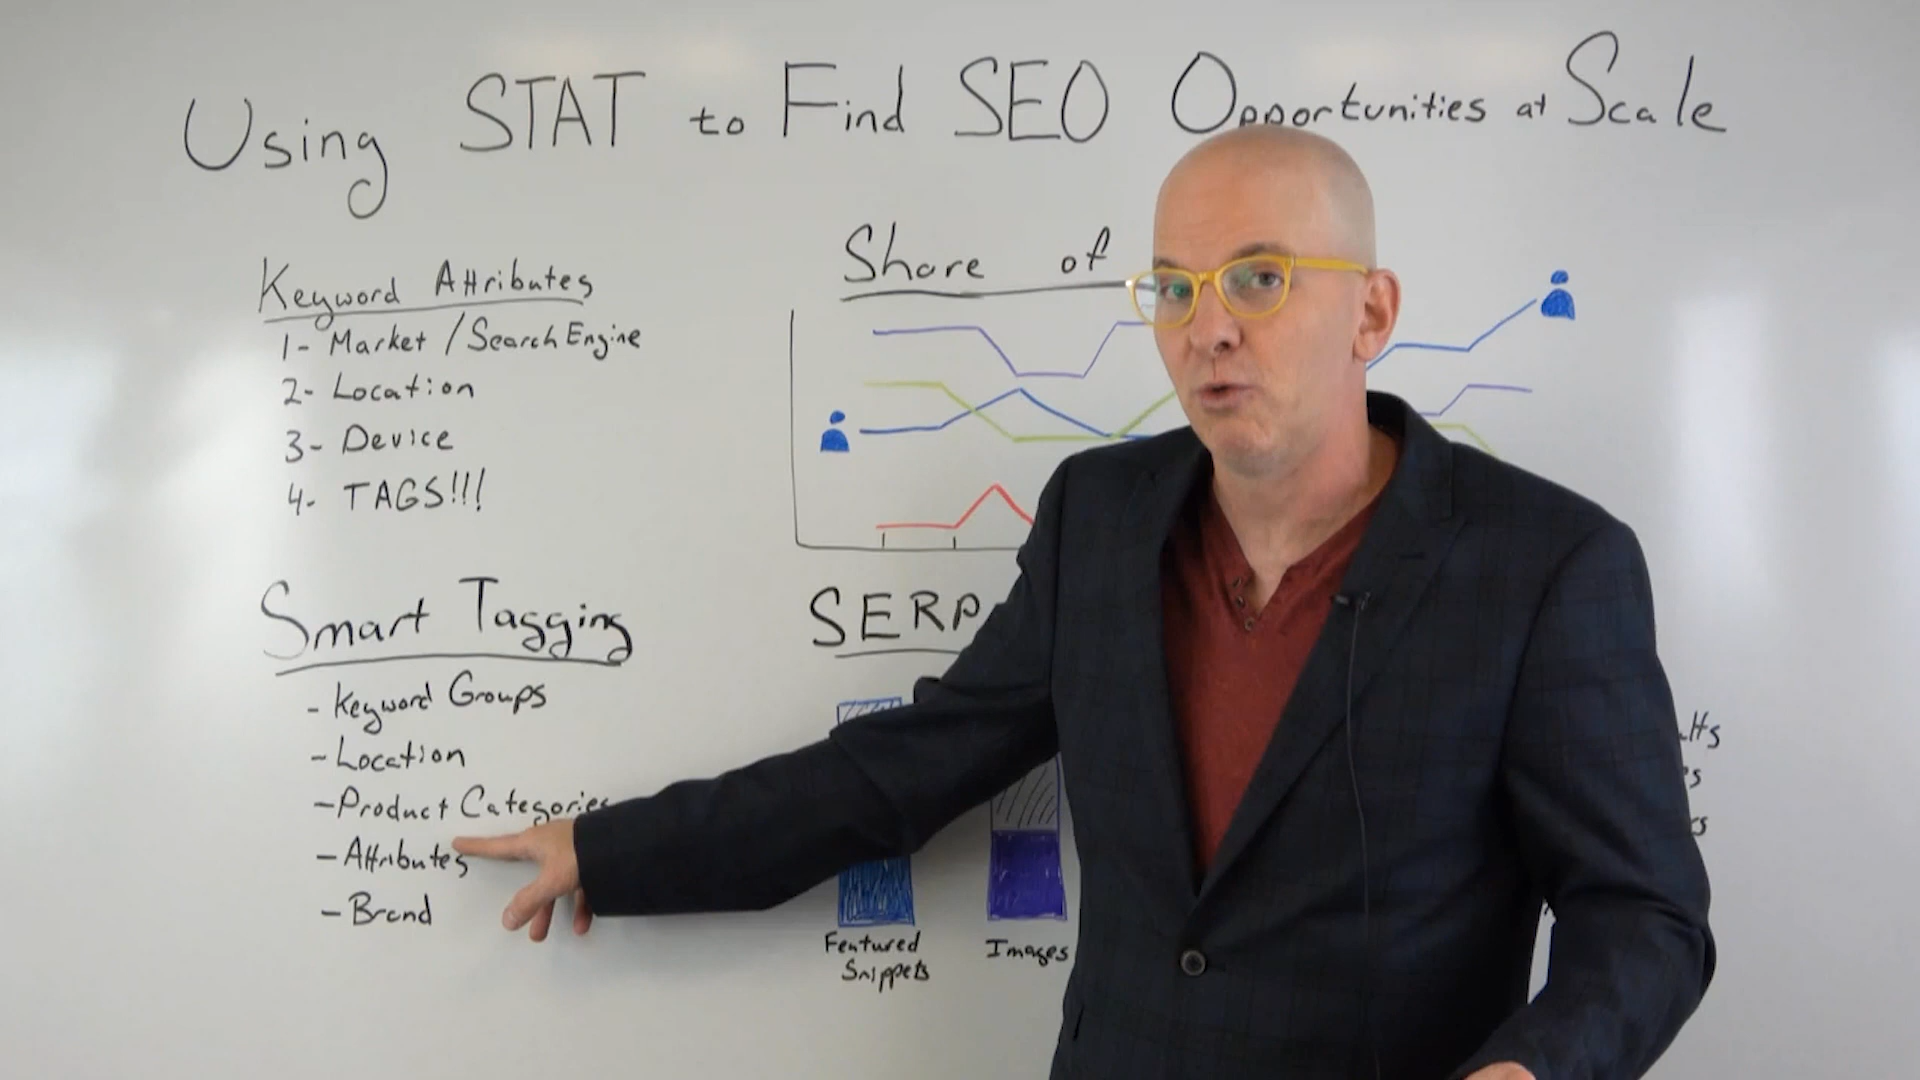 Using STAT to Find SEO Opportunities at Scale
Keyword Attributes
1- Market / Search Engine
2- Location
3- Device
4- TAGS!!!
Smart Tagging
- Keyword Groups
- Location
- Product Categories
- Attributes
- Brand
Share of
SERP
Featured
Snippets
Images